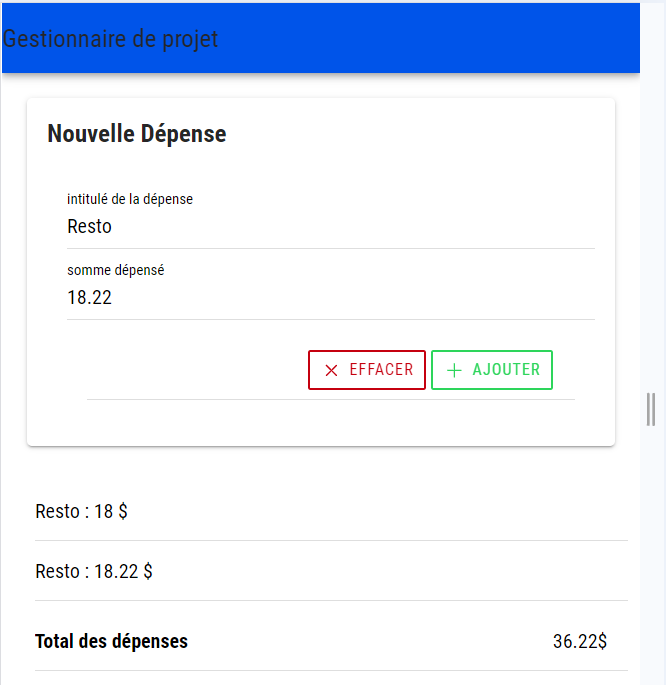 Gestionnaire de projet
Nouvelle Dépense
intitulé de la dépense
Resto
somme dépensé
18.22
EFFACER AJOUTER
Resto : 18 $
Resto : 18.22 $
Total des dépenses 36.22$